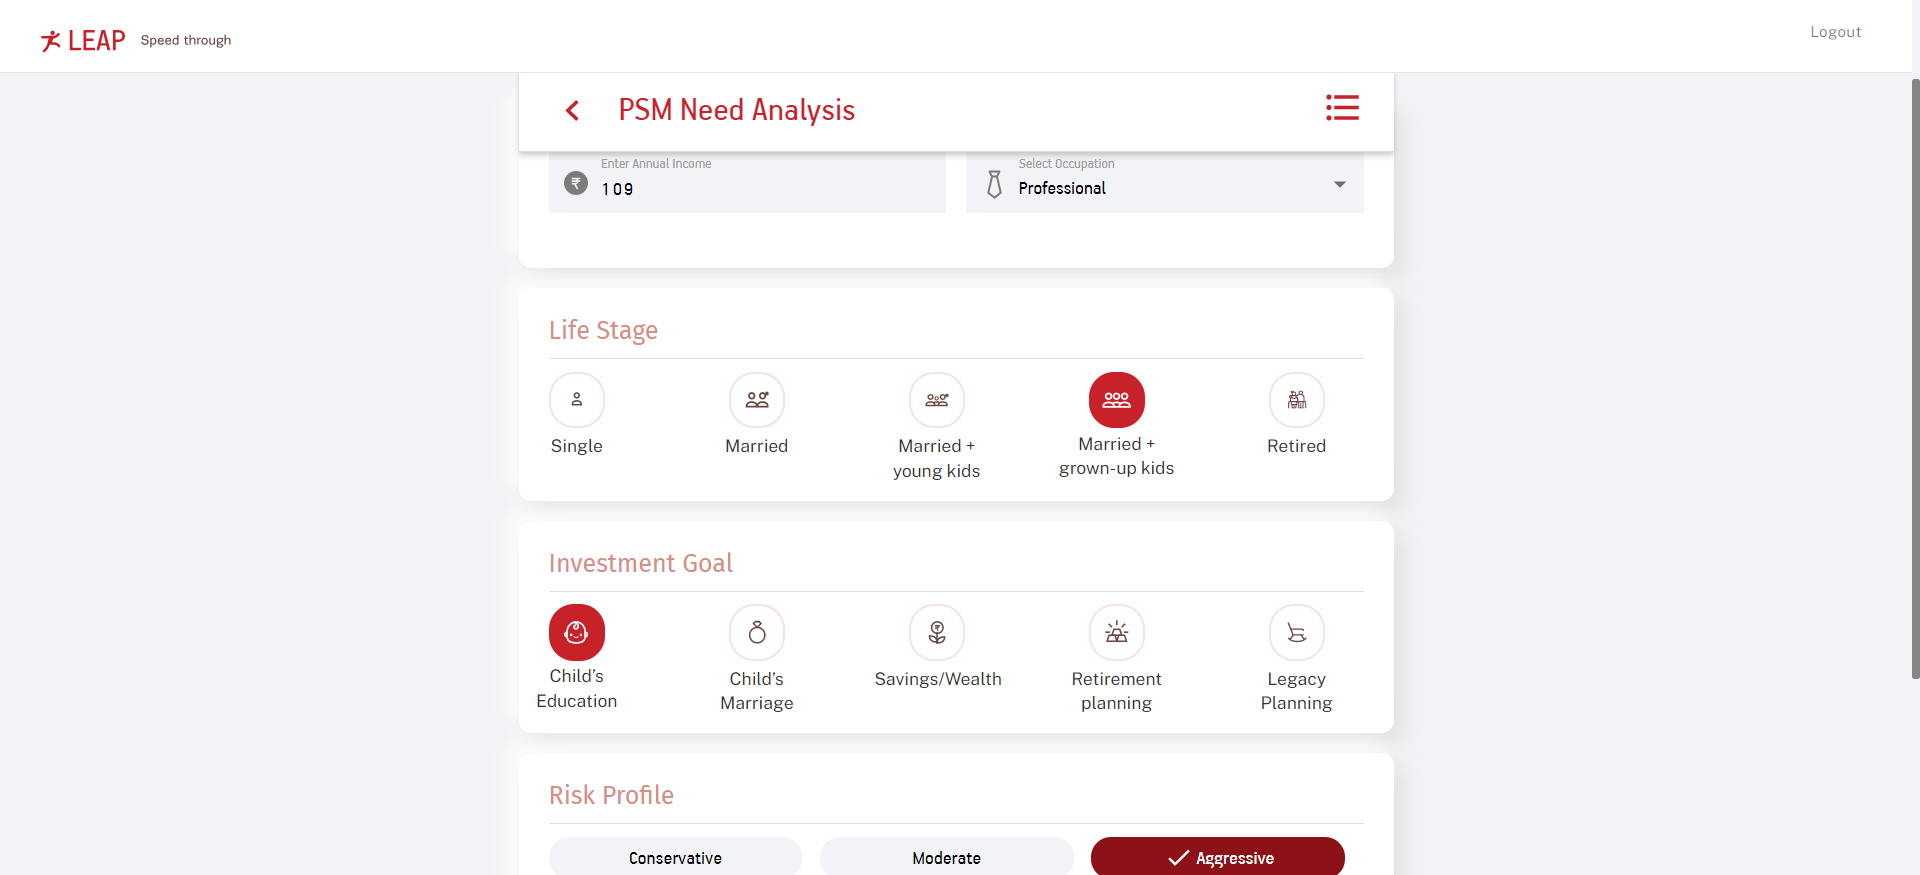 LEAP Speed through
Logout
PSM Need Analysis
Enter Annual Income
109
Select Occupation
Professional
Life Stage
Single
Married
Married +
young kids
Married +
grown-up kids
Retired
Investment Goal
Child's
Education
Child's
Marriage
Savings/Wealth
Retirement
planning
Legacy
Planning
Risk Profile
Conservative
Moderate
Aggressive